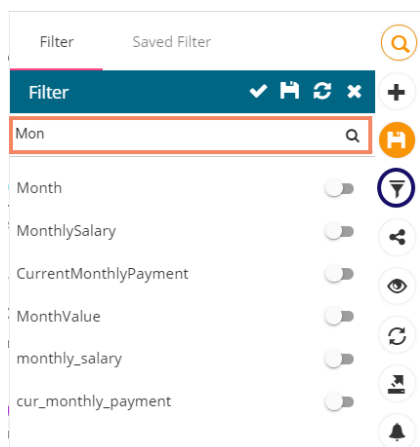 Filter Saved Filter
Filter
Mon
Month
MonthlySalary
CurrentMonthlyPayment
MonthValue
monthly_salary
cur_monthly_payment